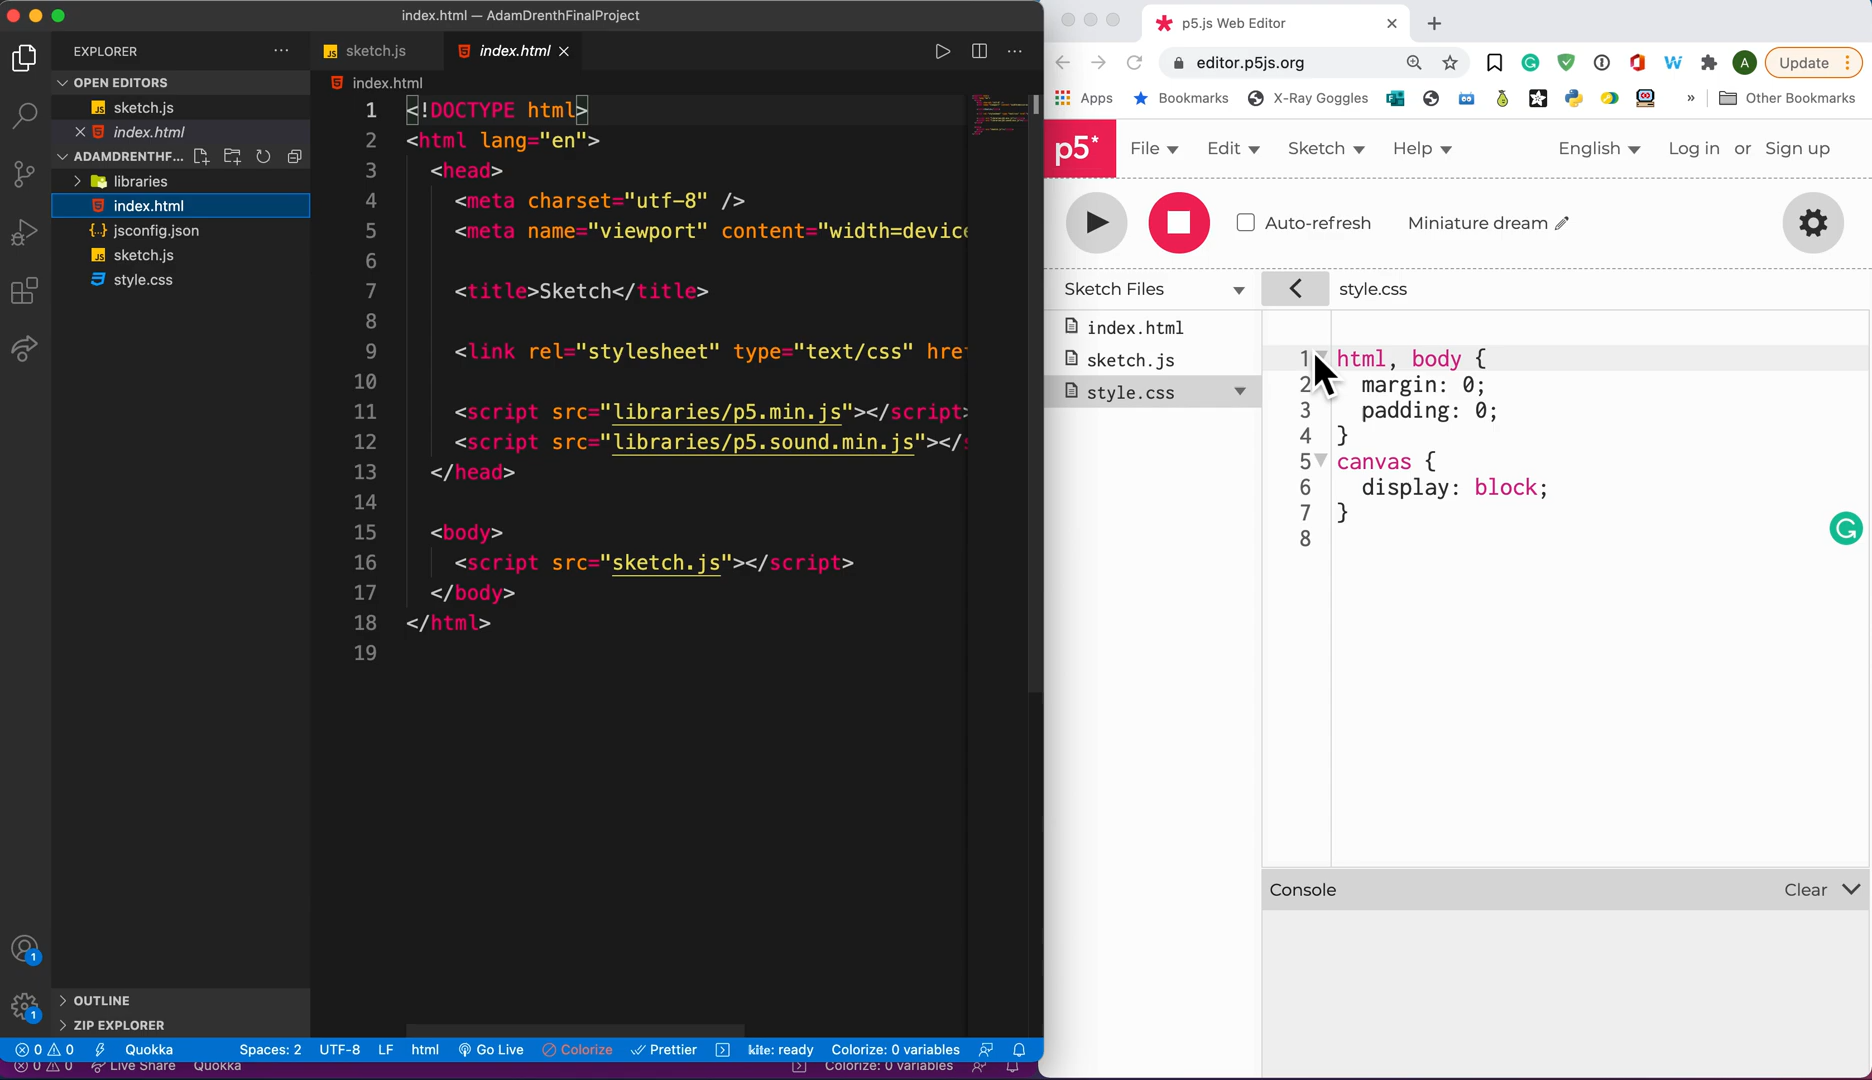 index.html — AdamDrenthFinalProject
EXPLORER
OPEN EDITORS
sketch.js
index.html
ADAMDRENTHF...
libraries
index.html
jsconfig.json
sketch.js
style.css
OUTLINE
ZIP EXPLORER
sketch.js
index.html
index.html
1 <!DOCTYPE html>
2 <html lang="en">
3 <head>
4 <meta charset="utf-8" />
5 <meta name="viewport" content="width=device
6
7 <title>Sketch</title>
8
9 <link rel="stylesheet" type="text/css" href
10
11 <script src="libraries/p5.min.js"></script>
12 <script src="libraries/p5.sound.min.js"></s
13 </head>
14
15 <body>
16 <script src="sketch.js"></script>
17 </body>
18 </html>
19
1
1
0 0 Quokka Spaces: 2 UTF-8 LF html Go Live Colorize Prettier kite: ready Colorize: 0 variables
0 0 Live Share Quokka Colorize: 0 variables
p5.js Web Editor
editor.p5js.org
A
Update
Apps Bookmarks X-Ray Goggles » Other Bookmarks
p5* File Edit Sketch Help English Log in or Sign up
Auto-refresh Miniature dream
Sketch Files
style.css
index.html
sketch.js
style.css
1 html, body {
2 margin: 0;
3 padding: 0;
4 }
5 canvas {
6 display: block;
7 }
8
Console Clear